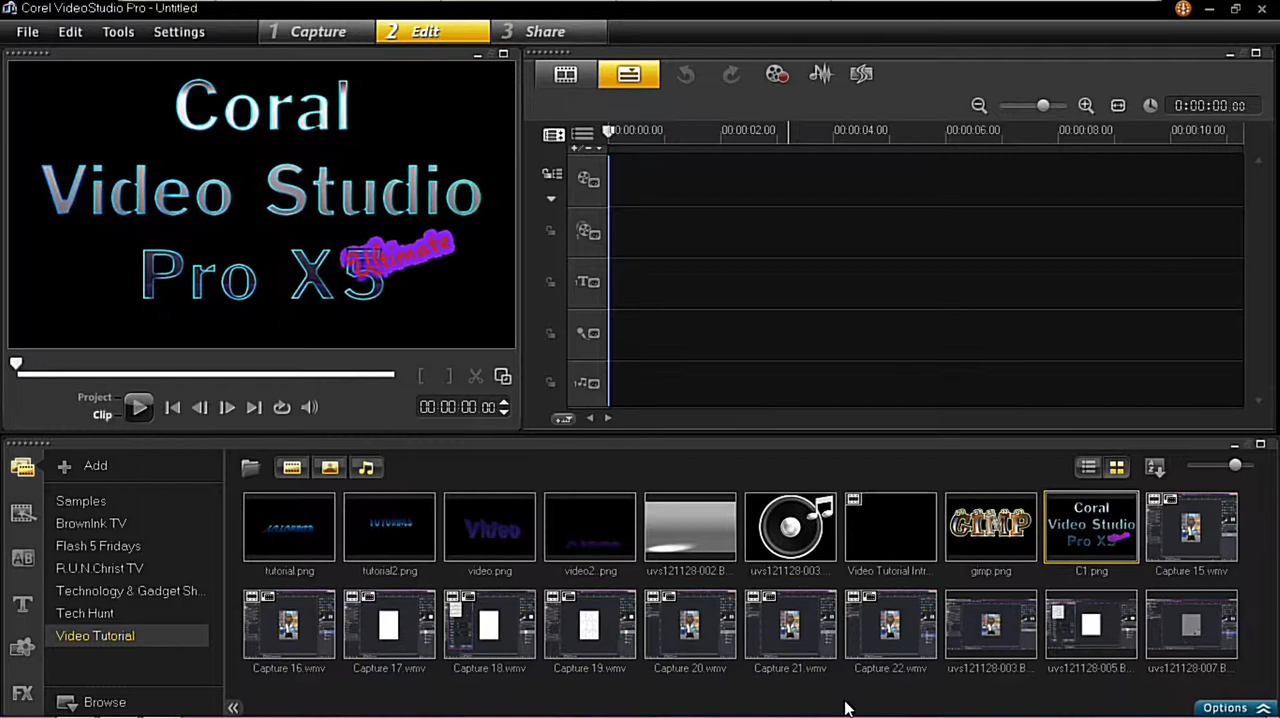 Corel VideoStudio Pro - Untitled
File Edit Tools Settings
1 Capture 2 Edit 3 Share
Coral
Video Studio
Pro X5
Ultimate
0:00:00.00
00:00:00.00 00:00:02.00 00:00:04.00 00:00:06.00 00:00:08.00 00:00:10.00
Project
Clip
00:00:00 00
Add
Samples
BrownInk TV
Flash 5 Fridays
R.U.N.Christ TV
Technology & Gadget Sh...
Tech Hunt
Video Tutorial
Browse
tutorial.png tutorial2.png video.png video2..png uvs121128-002.B... uvs121128-003.... Video Tutorial Intr... gimp.png C1.png Capture 15.wmv
Capture 16.wmv Capture 17.wmv Capture 18.wmv Capture 19.wmv Capture 20.wmv Capture 21.wmv Capture 22.wmv uvs121128-003.B... uvs121128-005.B... uvs121128-007.B...
Options